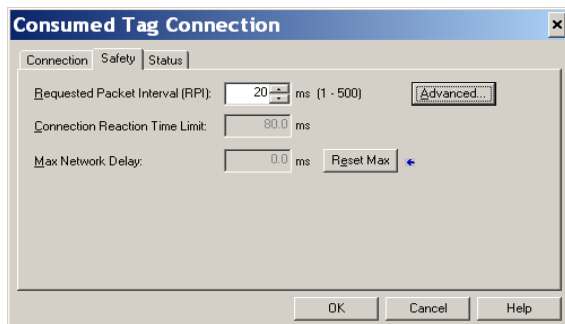 Consumed Tag Connection
Connection Safety Status
Requested Packet Interval (RPI): 20 ms (1 - 500) Advanced...
Connection Reaction Time Limit: 80.0 ms
Max Network Delay: 0.0 ms Reset Max
OK Cancel Help